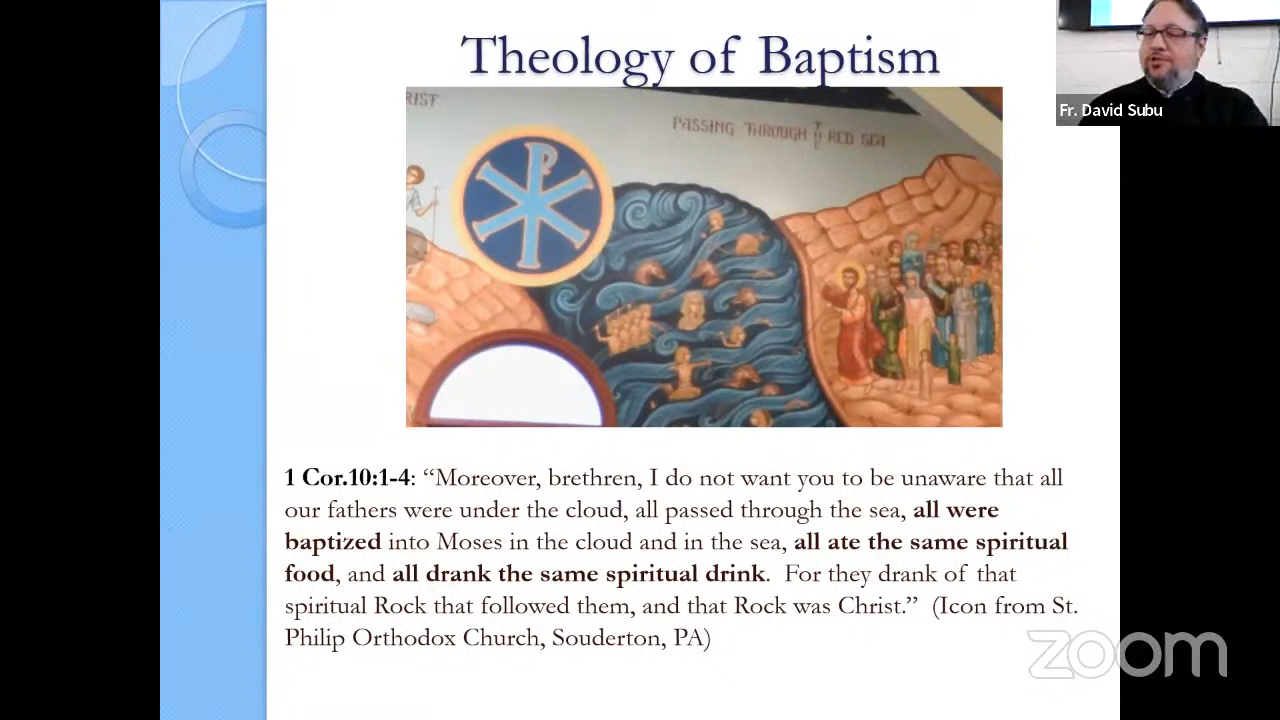 Theology of Baptism
Fr. David Subu
RIST
PASSING THROUGH RED SEA
1 Cor.10:1-4: “Moreover, brethren, I do not want you to be unaware that all
our fathers were under the cloud, all passed through the sea, all were
baptized into Moses in the cloud and in the sea, all ate the same spiritual
food, and all drank the same spiritual drink.  For they drank of that
spiritual Rock that followed them, and that Rock was Christ.”  (Icon from St.
Philip Orthodox Church, Souderton, PA)
zoom